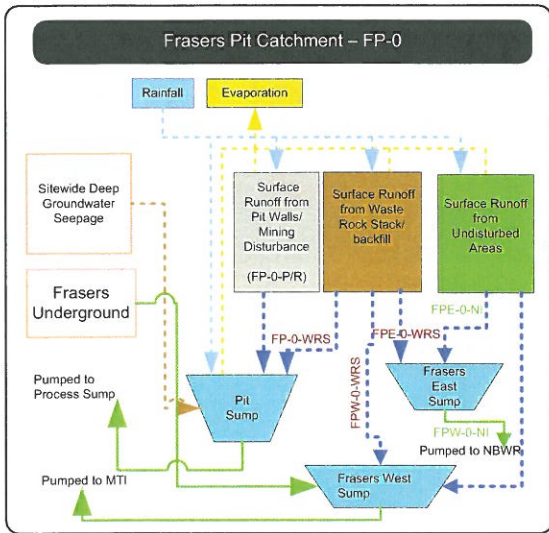 Frasers Pit Catchment – FP-0
Rainfall
Evaporation
Sitewide Deep
Groundwater
Seepage
Surface
Runoff from
Pit Walls/
Mining
Disturbance
(FP-0-P/R)
Surface Runoff
from Waste
Rock Stack/
backfill
Surface Runoff
from
Undisturbed
Areas
Frasers
Underground
FP-0-WRS
FPE-0-WRS
FPE-0-NI
FPW-0-WRS
Pumped to
Process Sump
Pit
Sump
Frasers
East
Sump
FPW-0-NI
Pumped to NBWR
Pumped to MTI
Frasers West
Sump